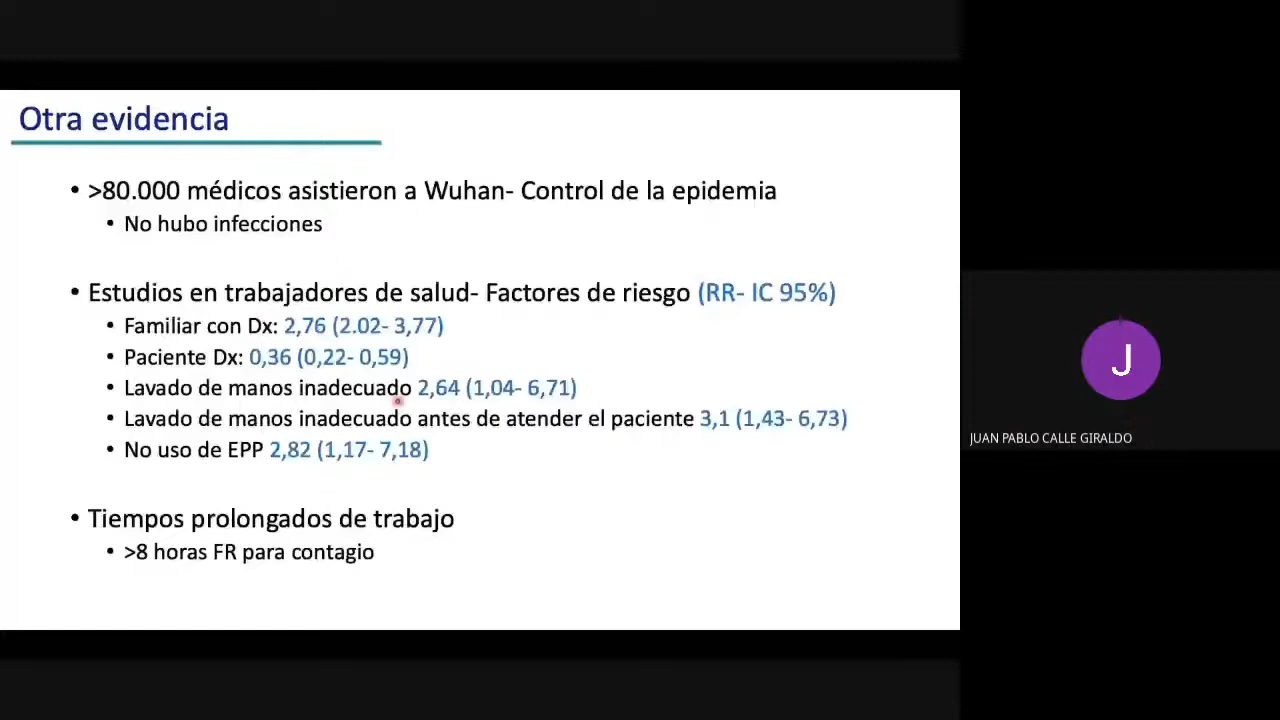 Otra evidencia
• >80.000 médicos asistieron a Wuhan- Control de la epidemia
• No hubo infecciones
• Estudios en trabajadores de salud- Factores de riesgo (RR- IC 95%)
• Familiar con Dx: 2,76 (2.02- 3,77)
• Paciente Dx: 0,36 (0,22- 0,59)
• Lavado de manos inadecuado 2,64 (1,04- 6,71)
• Lavado de manos inadecuado antes de atender el paciente 3,1 (1,43- 6,73)
• No uso de EPP 2,82 (1,17- 7,18)
• Tiempos prolongados de trabajo
• >8 horas FR para contagio
J
JUAN PABLO CALLE GIRALDO